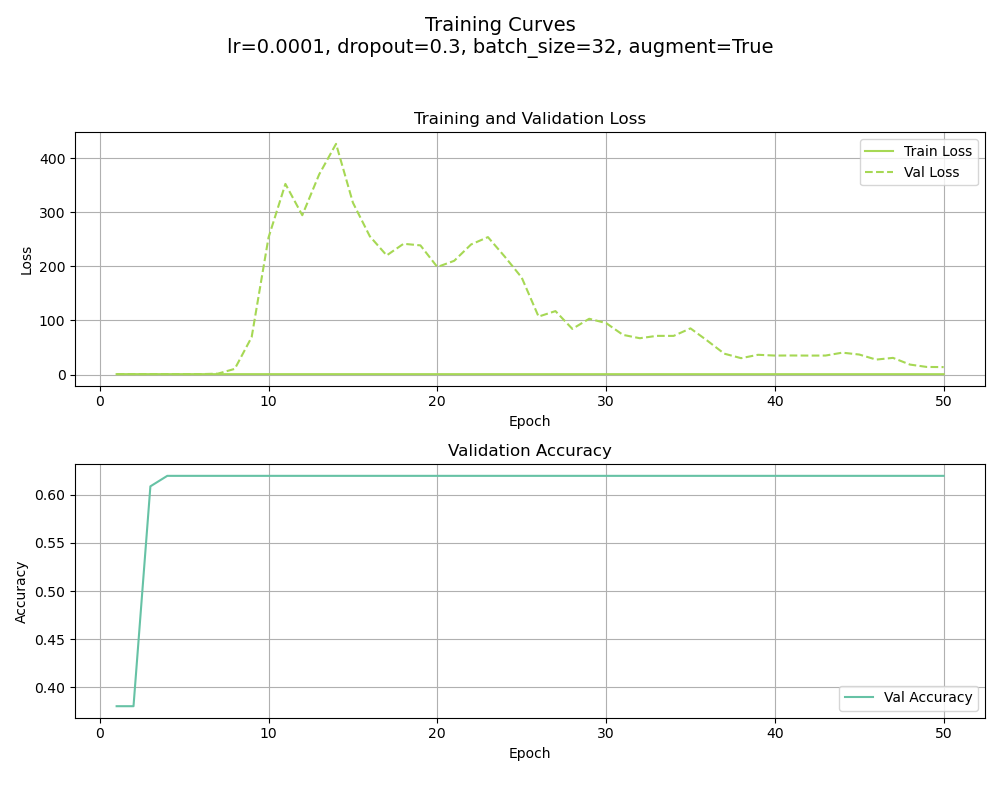 Training Curves
lr=0.0001, dropout=0.3, batch_size=32, augment=True
Training and Validation Loss
Train Loss
Val Loss
400
300
200
100
0
Loss
0 10 20 30 40 50
Epoch
Validation Accuracy
0.60
0.55
0.50
0.45
0.40
Accuracy
Val Accuracy
0 10 20 30 40 50
Epoch